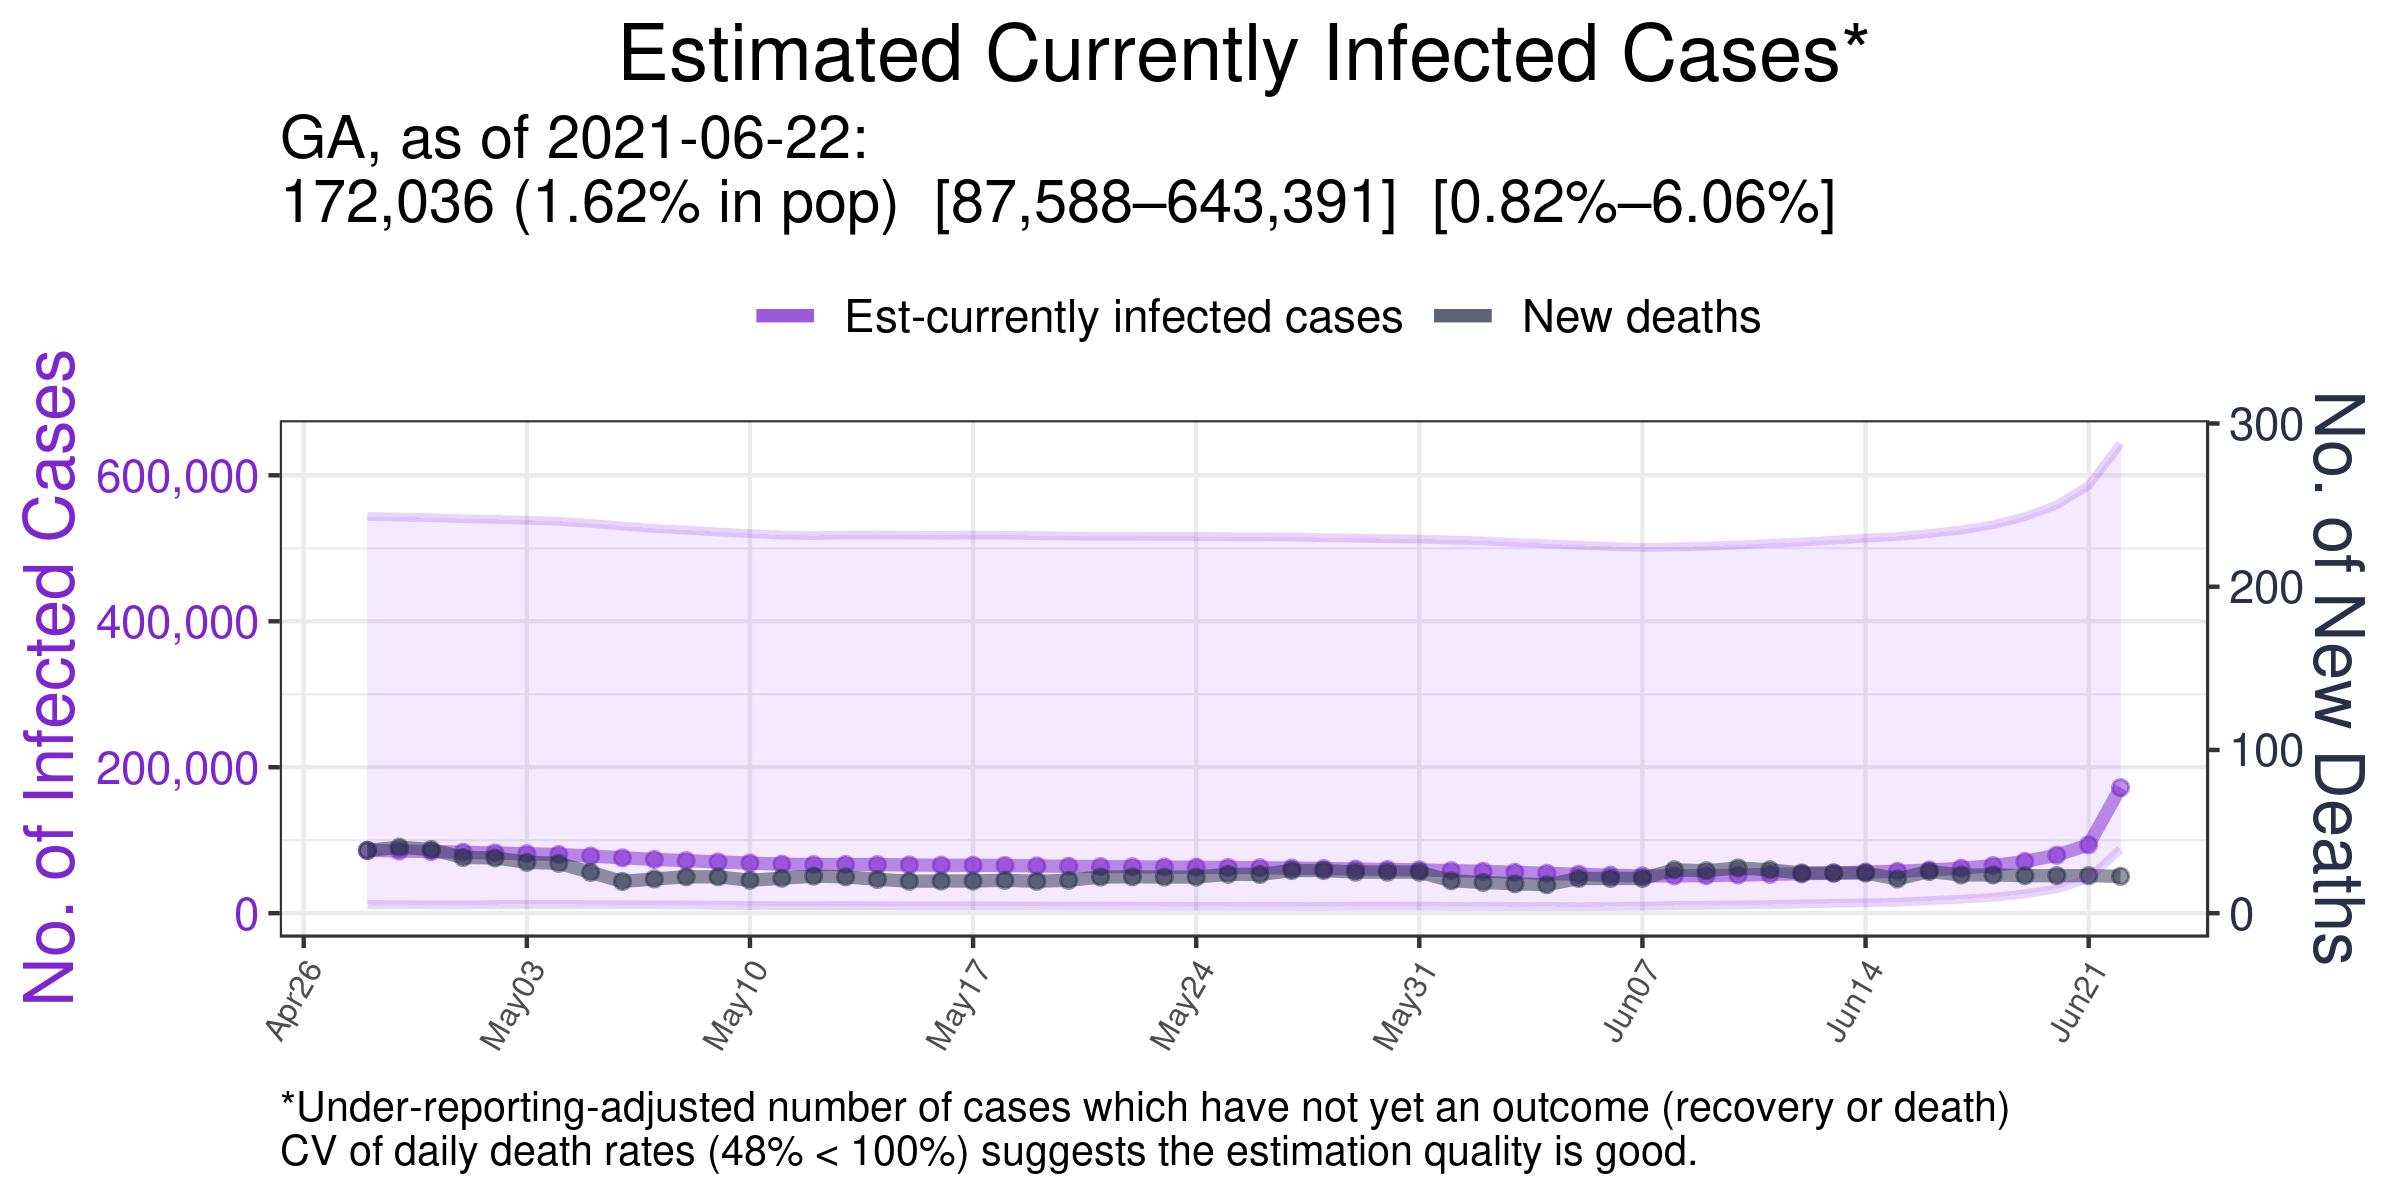 Estimated Currently Infected Cases*
GA, as of 2021-06-22:
172,036 (1.62% in pop) [87,588–643,391] [0.82%–6.06%]
Est-currently infected cases
New deaths
No. of Infected Cases
600,000
400,000
200,000
0
300
200
100
0
No. of New Deaths
Apr26
May03
May10
May17
May24
May31
Jun07
Jun14
Jun21
*Under-reporting-adjusted number of cases which have not yet an outcome (recovery or death)
CV of daily death rates (48% < 100%) suggests the estimation quality is good.